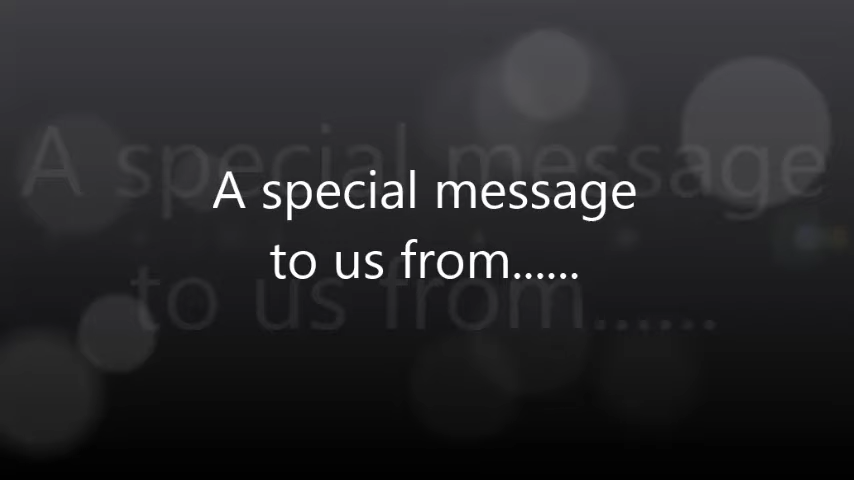 A special message
to us from......